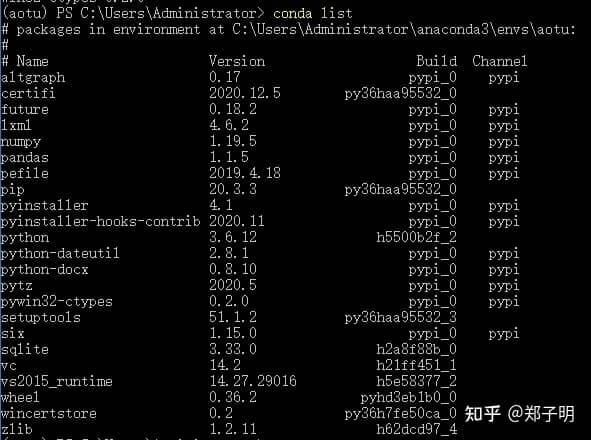 (aotu) PS C:\Users\Administrator> conda list
# packages in environment at C:\Users\Administrator\anaconda3\envs\aotu:
#
# Name Version Build Channel
altgraph 0.17 pypi_0 pypi
certifi 2020.12.5 py36haa95532_0
future 0.18.2 pypi_0 pypi
lxml 4.6.2 pypi_0 pypi
numpy 1.19.5 pypi_0 pypi
pandas 1.1.5 pypi_0 pypi
pefile 2019.4.18 pypi_0 pypi
pip 20.3.3 py36haa95532_0
pyinstaller 4.1 pypi_0 pypi
pyinstaller-hooks-contrib 2020.11 pypi_0 pypi
python 3.6.12 h5500b2f_2
python-dateutil 2.8.1 pypi_0 pypi
python-docx 0.8.10 pypi_0 pypi
pytz 2020.5 pypi_0 pypi
pywin32-ctypes 0.2.0 pypi_0 pypi
setuptools 51.1.2 py36haa95532_3
six 1.15.0 pypi_0 pypi
sqlite 3.33.0 h2a8f88b_0
vc 14.2 h21ff451_1
vs2015_runtime 14.27.29016 h5e58377_2
wheel 0.36.2 pyhd3eb1b0_0
wincertstore 0.2 py36h7fe50ca_0
zlib 1.2.11 h62dcd97_4
知乎 @郑子明